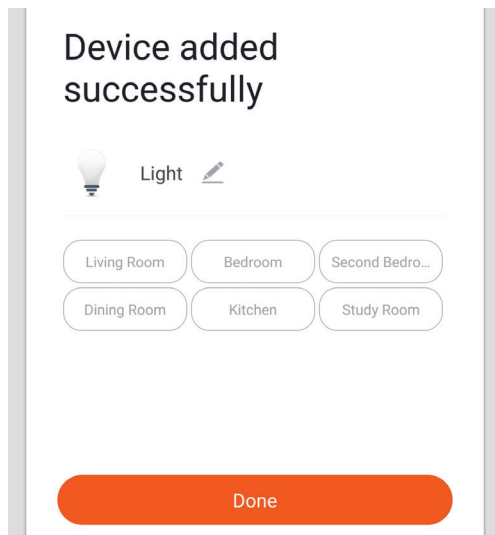 Device added
successfully
Light
Living Room Bedroom Second Bedro...
Dining Room Kitchen Study Room
Done